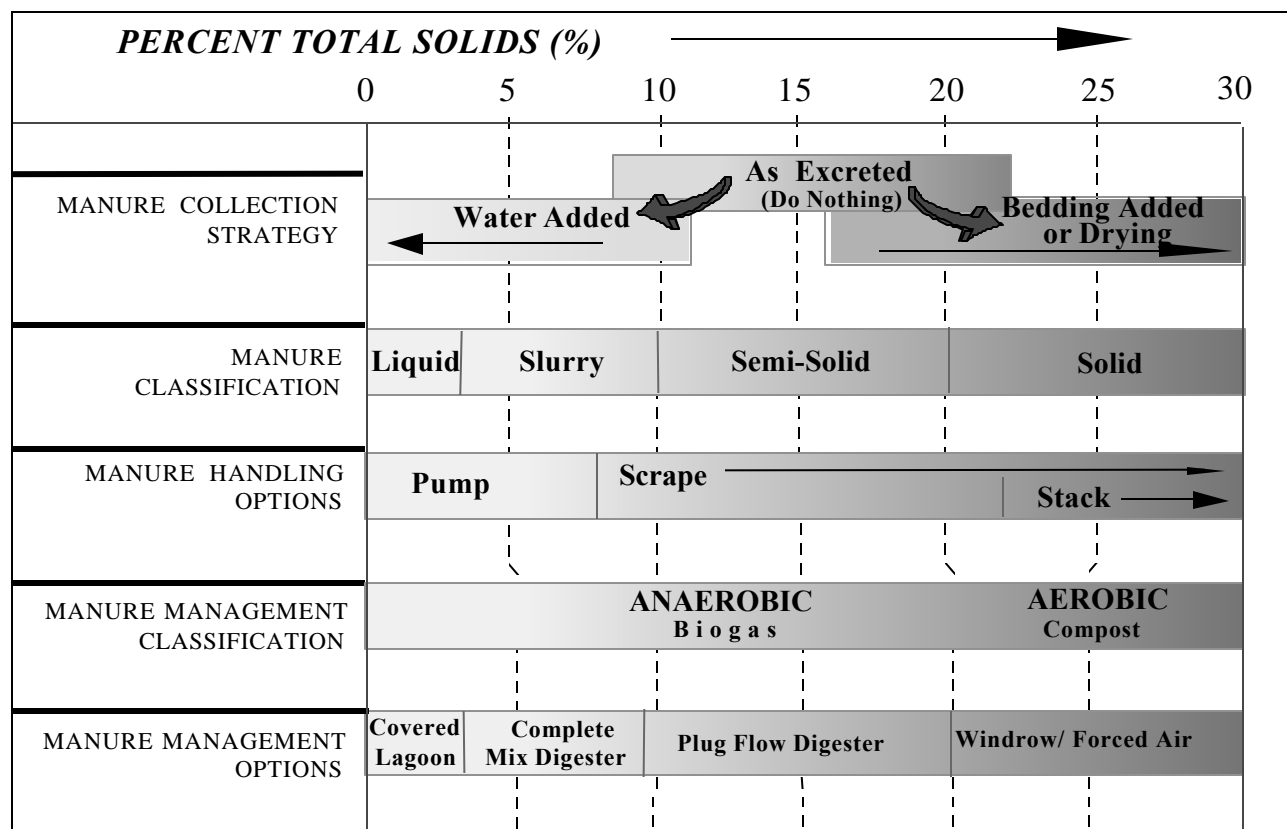 PERCENT TOTAL SOLIDS (%)
0 5 10 15 20 25 30
MANURE COLLECTION
STRATEGY
As Excreted
(Do Nothing)
Water Added
Bedding Added
or Drying
MANURE
CLASSIFICATION
Liquid Slurry Semi-Solid Solid
MANURE HANDLING
OPTIONS
Pump Scrape
Stack
MANURE MANAGEMENT
CLASSIFICATION
ANAEROBIC
Biogas
AEROBIC
Compost
MANURE MANAGEMENT
OPTIONS
Covered
Lagoon
Complete
Mix Digester
Plug Flow Digester
Windrow/ Forced Air